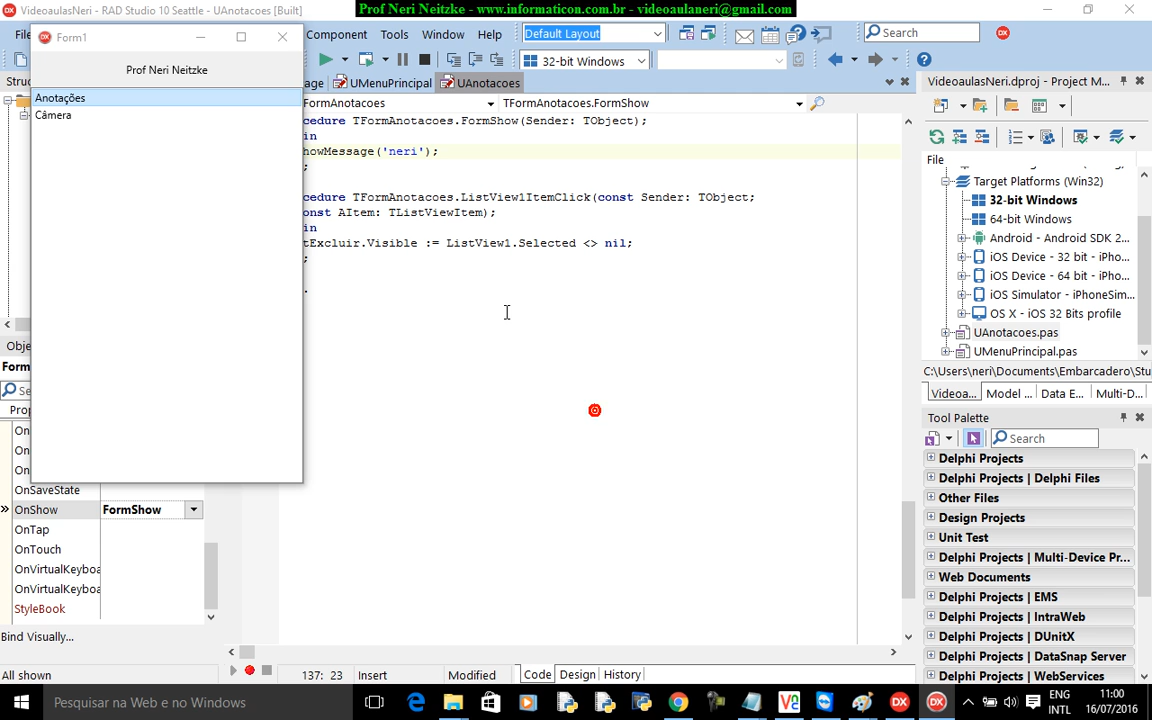 Prof Neri Neitzke - www.informaticon.com.br - videoaulaneri@gmail.com
VideoaulasNeri - RAD Studio 10 Seattle - UAnotacoes [Built]
Component Tools Window Help
Default Layout
Search
Form1
Prof Neri Neitzke
Anotações
Câmera
32-bit Windows
UMenuPrincipal
UAnotacoes
FormAnotacoes
TFormAnotacoes.FormShow
cedure TFormAnotacoes.FormShow(Sender: TObject);
in
howMessage('neri');
;
cedure TFormAnotacoes.ListView1ItemClick(const Sender: TObject;
onst AItem: TListViewItem);
in
tExcluir.Visible := ListView1.Selected <> nil;
;
.
VideoaulasNeri.dproj - Project M...
File
Target Platforms (Win32)
32-bit Windows
64-bit Windows
Android - Android SDK 2...
iOS Device - 32 bit - iPho...
iOS Device - 64 bit - iPho...
iOS Simulator - iPhoneSim...
OS X - iOS 32 Bits profile
UAnotacoes.pas
UMenuPrincipal.pas
C:\Users\neri\Documents\Embarcadero\Stu
Videoa... Model ... Data E... Multi-D...
Tool Palette
Search
Delphi Projects
Delphi Projects | Delphi Files
Other Files
Design Projects
Unit Test
Delphi Projects | Multi-Device Pr...
Web Documents
Delphi Projects | EMS
Delphi Projects | IntraWeb
Delphi Projects | DUnitX
Delphi Projects | DataSnap Server
Delphi Projects | WebServices
OnSaveState
OnShow FormShow
OnTap
OnTouch
OnVirtualKeyboa
OnVirtualKeyboa
StyleBook
Bind Visually...
All shown
137: 23 Insert Modified Code Design History
Pesquisar na Web e no Windows
ENG
INTL
11:00
16/07/2016